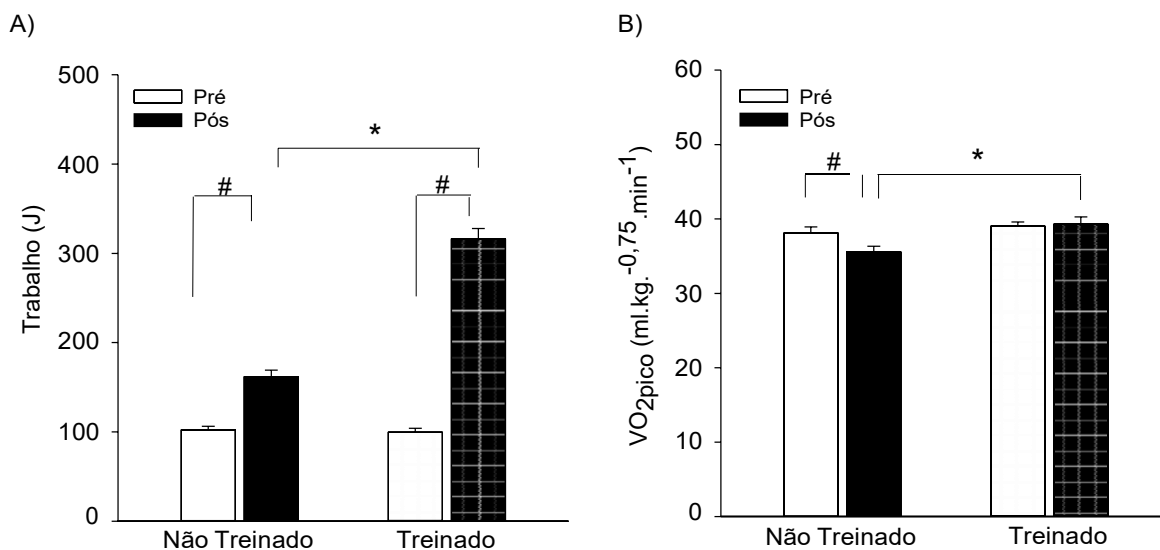 A)
500
400
300
200
100
0
Trabalho (J)
Pré
Pós
#
*
#
Não Treinado
Treinado
B)
60
50
40
30
20
10
0
VO2pico (ml.kg.-0,75.min-1)
Pré
Pós
#
*
Não Treinado
Treinado